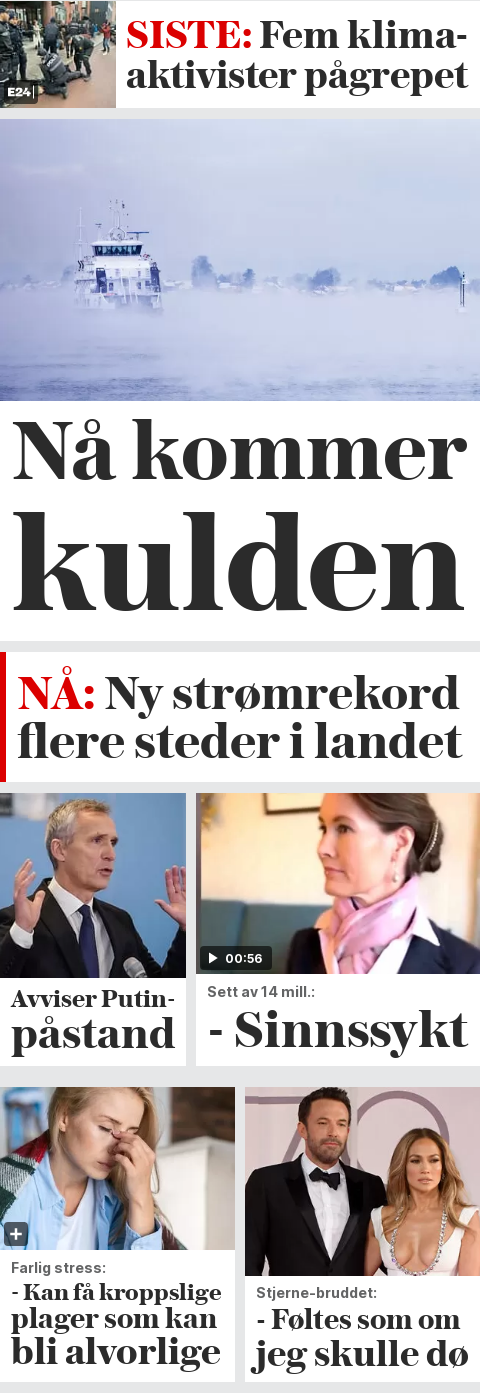 SISTE: Fem klima-
aktivister pågrepet
E24
Nå kommer
kulden
NÅ: Ny strømrekord
flere steder i landet
Avviser Putin-
påstand
00:56
Sett av 14 mill.:
- Sinnssykt
Farlig stress:
- Kan få kroppslige
plager som kan
bli alvorlige
Stjerne-bruddet:
- Føltes som om
jeg skulle dø